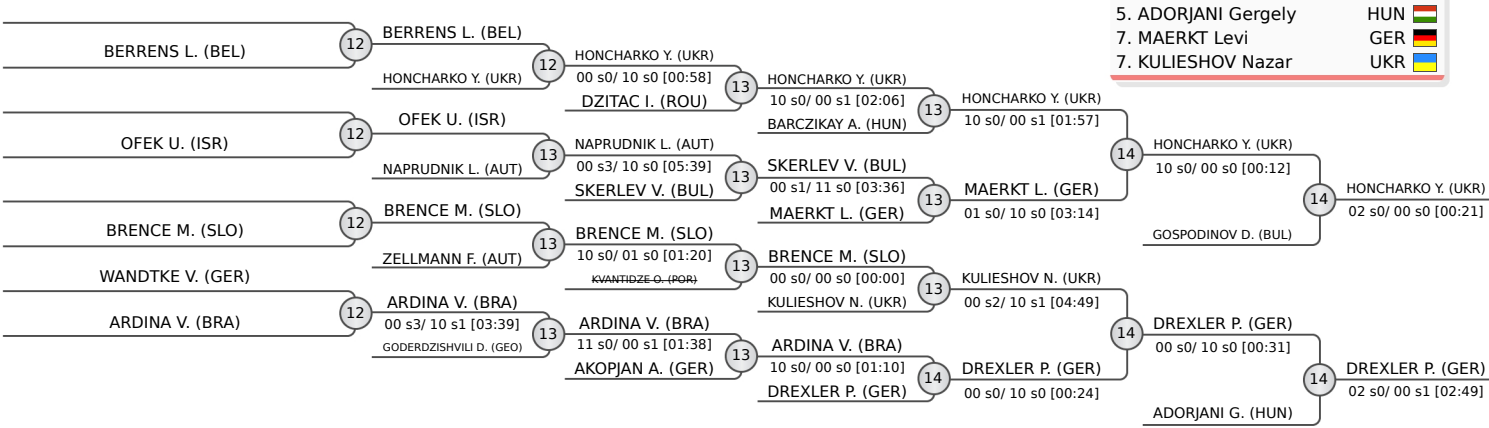 5. ADORJANI Gergely HUN
7. MAERKT Levi GER
7. KULIESHOV Nazar UKR
BERRENS L. (BEL)
12
OFEK U. (ISR)
12
BRENCE M. (SLO)
12
WANDTKE V. (GER)
ARDINA V. (BRA)
12
BERRENS L. (BEL)
HONCHARKO Y. (UKR)
12
OFEK U. (ISR)
NAPRUDNIK L. (AUT)
13
BRENCE M. (SLO)
ZELLMANN F. (AUT)
13
ARDINA V. (BRA)
00 s3/ 10 s1 [03:39]
GODERDZISHVILI D. (GEO)
13
HONCHARKO Y. (UKR)
00 s0/ 10 s0 [00:58]
DZITAC I. (ROU)
13
NAPRUDNIK L. (AUT)
00 s3/ 10 s0 [05:39]
SKERLEV V. (BUL)
13
BRENCE M. (SLO)
10 s0/ 01 s0 [01:20]
KVANTIDZE O. (POR)
13
ARDINA V. (BRA)
11 s0/ 00 s1 [01:38]
AKOPJAN A. (GER)
13
HONCHARKO Y. (UKR)
10 s0/ 00 s1 [02:06]
BARCZIKAY A. (HUN)
13
SKERLEV V. (BUL)
00 s1/ 11 s0 [03:36]
MAERKT L. (GER)
13
BRENCE M. (SLO)
00 s0/ 00 s0 [00:00]
KULIESHOV N. (UKR)
13
ARDINA V. (BRA)
10 s0/ 00 s0 [01:10]
DREXLER P. (GER)
14
HONCHARKO Y. (UKR)
10 s0/ 00 s1 [01:57]
MAERKT L. (GER)
01 s0/ 10 s0 [03:14]
14
KULIESHOV N. (UKR)
00 s2/ 10 s1 [04:49]
DREXLER P. (GER)
00 s0/ 10 s0 [00:24]
14
HONCHARKO Y. (UKR)
10 s0/ 00 s0 [00:12]
GOSPODINOV D. (BUL)
14
DREXLER P. (GER)
00 s0/ 10 s0 [00:31]
ADORJANI G. (HUN)
14
HONCHARKO Y. (UKR)
02 s0/ 00 s0 [00:21]
DREXLER P. (GER)
02 s0/ 00 s1 [02:49]